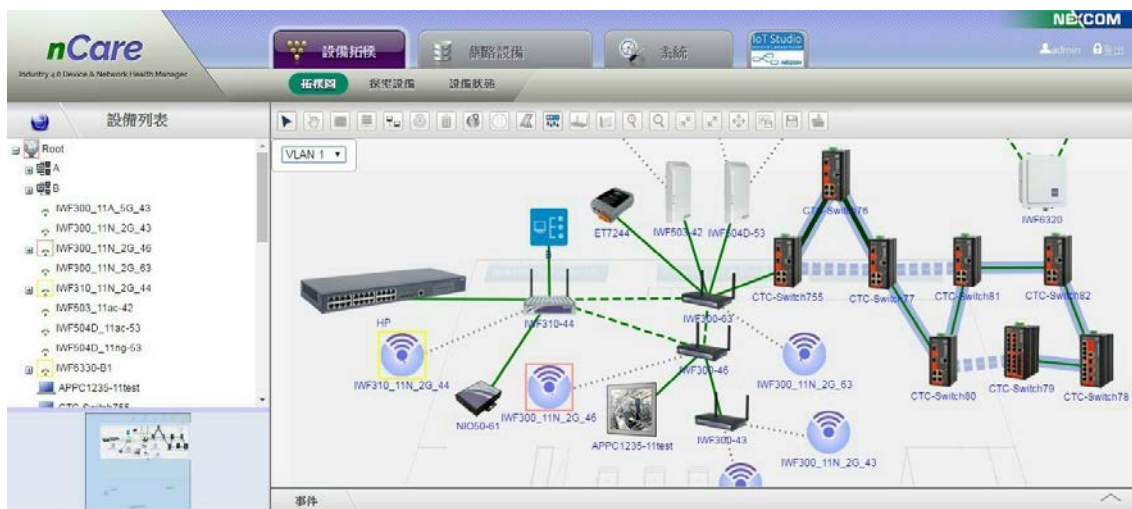 NEXCOM
nCare
Industry 4.0 Device & Network Health Manager
設備拓樸
網路設備
系統
IoT Studio
NEXCOM
admin
登出
拓樸圖
探索設備
設備狀態
設備列表
Root
A
B
IWF300_11A_5G_43
IWF300_11N_2G_43
IWF300_11N_2G_46
IWF300_11N_2G_63
IWF310_11N_2G_44
IWF503_11ac-42
IWF504D_11ac-53
IWF504D_11ng-53
IWF6330-B1
APPC1235-11test
CTC-Switch755
VLAN 1
CTC-Switch76
IWF6320
ET7244
IWF503-42
IWF504D-53
CTC-Switch755
CTC-Switch77
CTC-Switch81
CTC-Switch82
HP
IWF310-44
IWF300-63
IWF300-46
IWF310_11N_2G_44
IWF300_11N_2G_63
CTC-Switch80
CTC-Switch79
CTC-Switch78
NIO50-61
IWF300_11N_2G_46
APPC1235-11test
IWF300-43
IWF300_11N_2G_43
事件